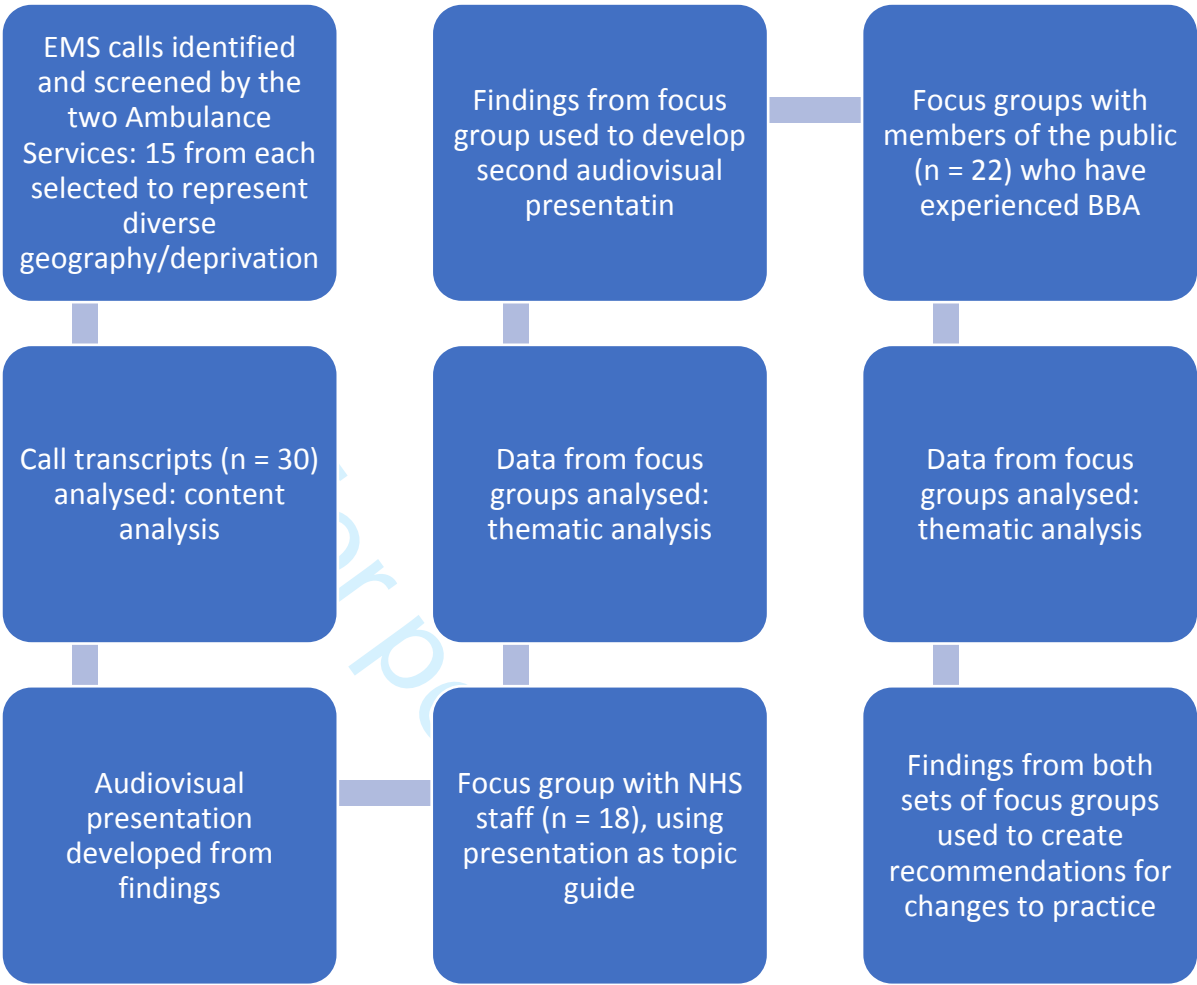 EMS calls identified
and screened by the
two Ambulance
Services: 15 from each
selected to represent
diverse
geography/deprivation
Call transcripts (n = 30)
analysed: content
analysis
Audiovisual
presentation
developed from
findings
Focus group with NHS
staff (n = 18), using
presentation as topic
guide
Data from focus
groups analysed:
thematic analysis
Findings from focus
group used to develop
second audiovisual
presentatin
Focus groups with
members of the public
(n = 22) who have
experienced BBA
Data from focus
groups analysed:
thematic analysis
Findings from both
sets of focus groups
used to create
recommendations for
changes to practice